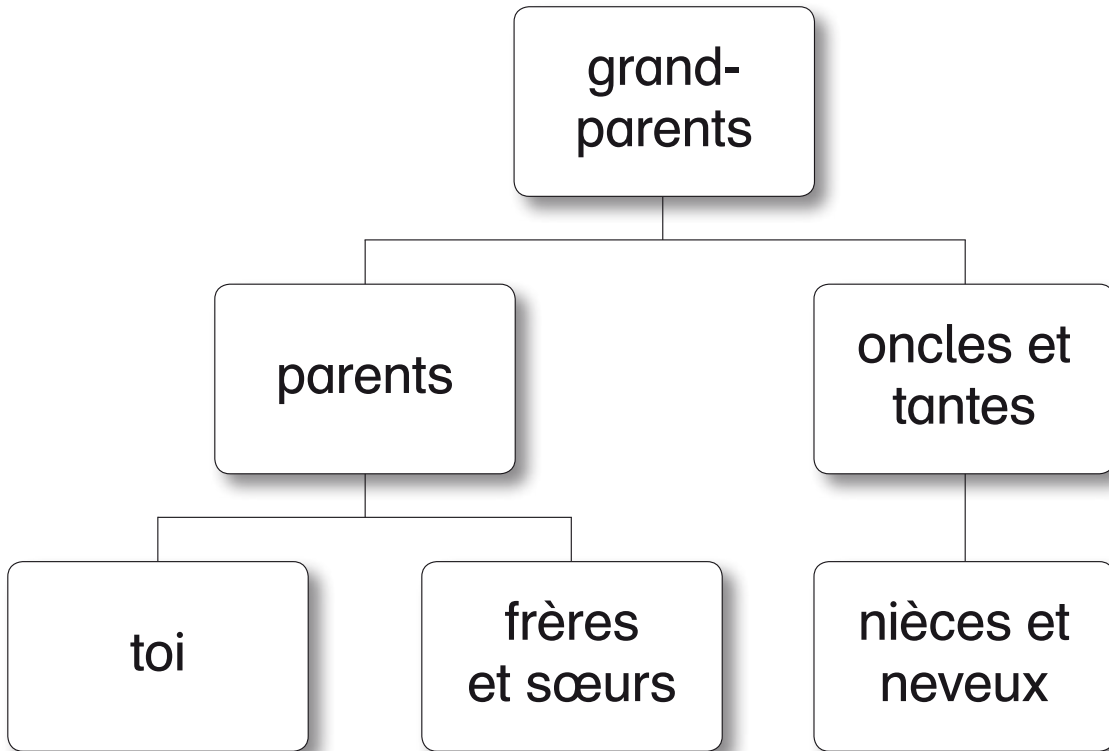 grand-
parents
parents
oncles et
tantes
toi
frères
et sœurs
nièces et
neveux